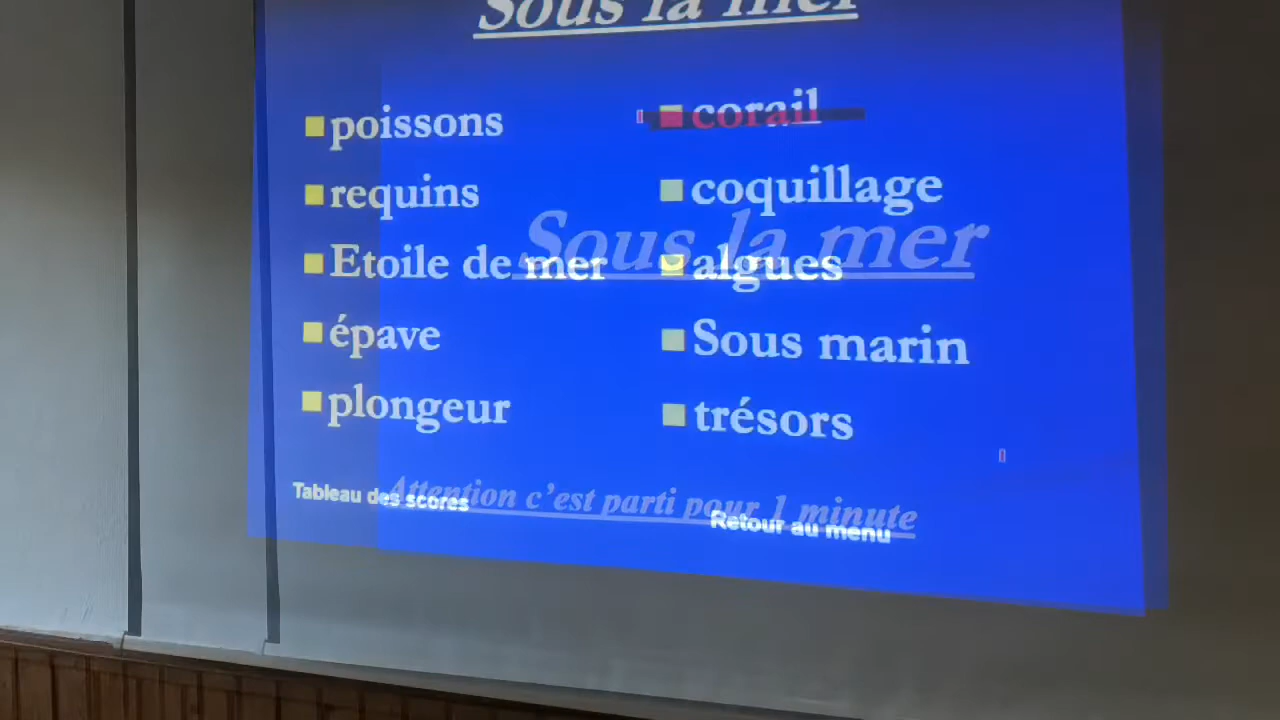 Sous la mer
poissons
requins
Etoile de mer
épave
plongeur
corail
coquillage
algues
Sous marin
trésors
Sous la mer
Attention c’est parti pour 1 minute
Tableau des scores
Retour au menu